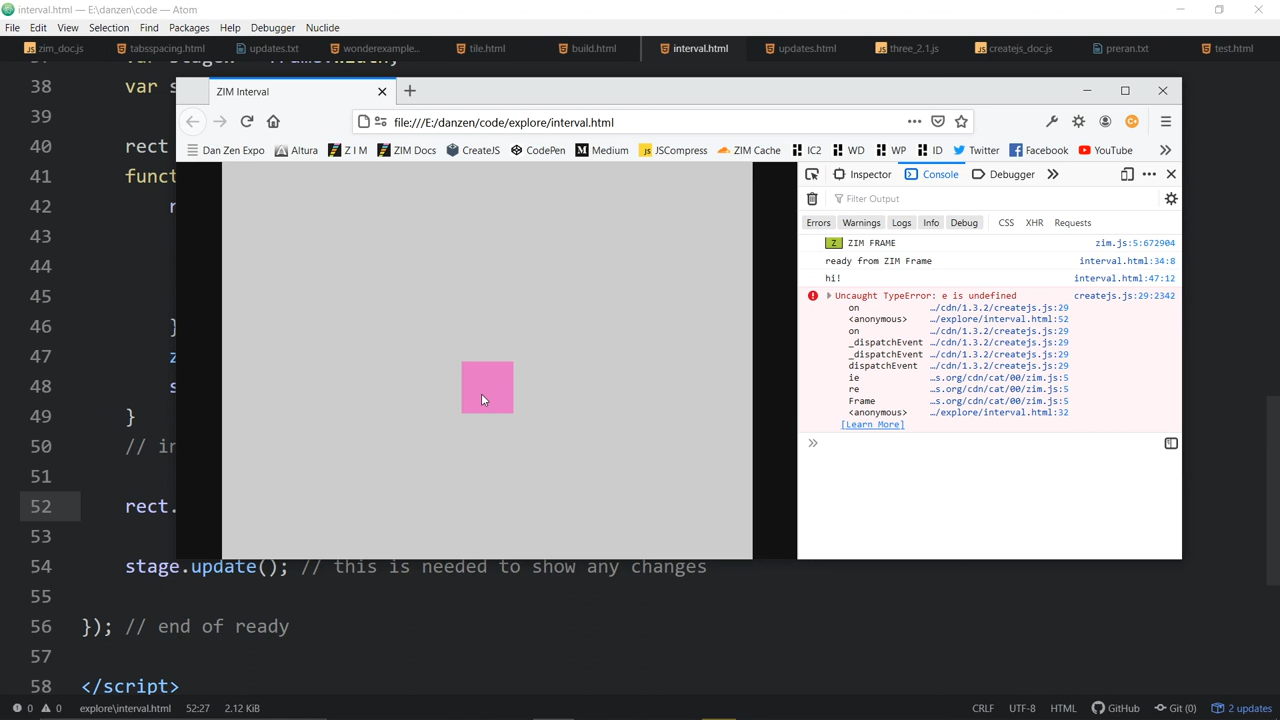 interval.html — E:\danzen\code — Atom
File Edit View Selection Find Packages Help Debugger Nuclide
zim_doc.js tabsspacing.html updates.txt wonderexample... tile.html build.html interval.html updates.html three_2.1.js createjs_doc.js preran.txt test.html
38 var s
39
40 rect
41 funct
42 r
43
44
45
46 }
47 z
48 s
49 }
50 // in
51
52 rect.
53
54 stage.update(); // this is needed to show any changes
55
56 }); // end of ready
57
58 </script>
ZIM Interval
file:///E:/danzen/code/explore/interval.html
Dan Zen Expo Altura Z I M ZIM Docs CreateJS CodePen Medium JSCompress ZIM Cache IC2 WD WP ID Twitter Facebook YouTube
Inspector Console Debugger
Filter Output
Errors Warnings Logs Info Debug CSS XHR Requests
Z ZIM FRAME zim.js:5:672904
ready from ZIM Frame interval.html:34:8
hi! interval.html:47:12
Uncaught TypeError: e is undefined createjs.js:29:2342
on …/cdn/1.3.2/createjs.js:29
<anonymous> …/explore/interval.html:52
on …/cdn/1.3.2/createjs.js:29
_dispatchEvent …/cdn/1.3.2/createjs.js:29
_dispatchEvent …/cdn/1.3.2/createjs.js:29
dispatchEvent …/cdn/1.3.2/createjs.js:29
ie …s.org/cdn/cat/00/zim.js:5
re …s.org/cdn/cat/00/zim.js:5
Frame …s.org/cdn/cat/00/zim.js:5
<anonymous> …/explore/interval.html:32
[Learn More]
0 0 explore\interval.html 52:27 2.12 KiB CRLF UTF-8 HTML GitHub Git (0) 2 updates